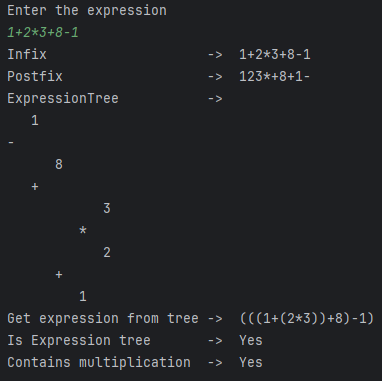 Enter the expression
1+2*3+8-1
Infix                   ->  1+2*3+8-1
Postfix                 ->  123*+8+1-
ExpressionTree          ->
   1
-
      8
   +
            3
         *
            2
      +
         1
Get expression from tree ->  (((1+(2*3))+8)-1)
Is Expression tree       ->  Yes
Contains multiplication  ->  Yes